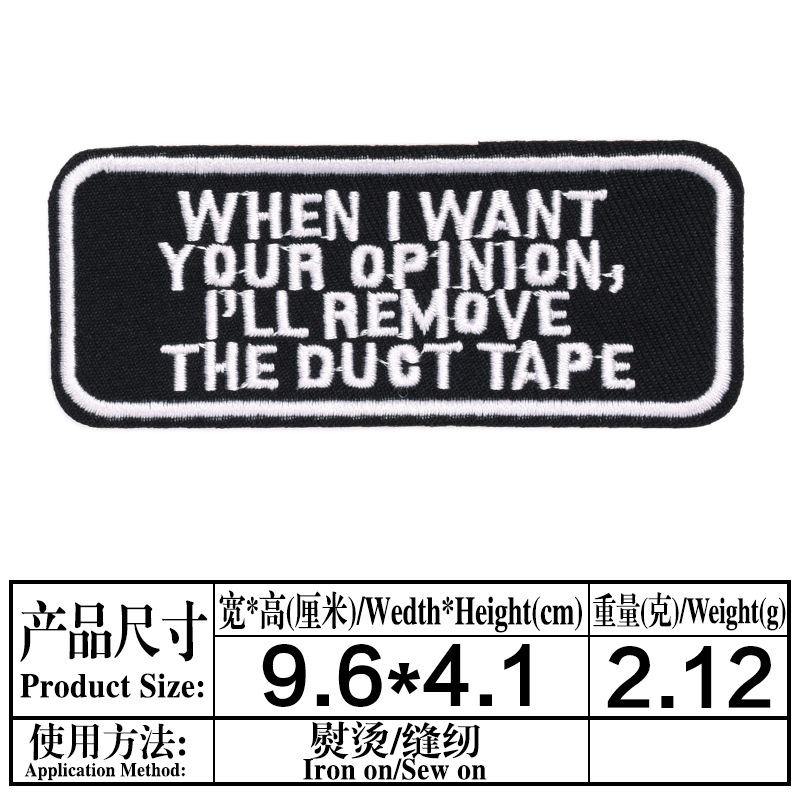 WHEN I WANT
YOUR OPINION,
I'LL REMOVE
THE DUCT TAPE
产品尺寸
Product Size:
宽*高(厘米)/Wedth*Height(cm)
9.6*4.1
重量(克)/Weight(g)
2.12
使用方法:
Application Method:
熨烫/缝纫
Iron on/Sew on